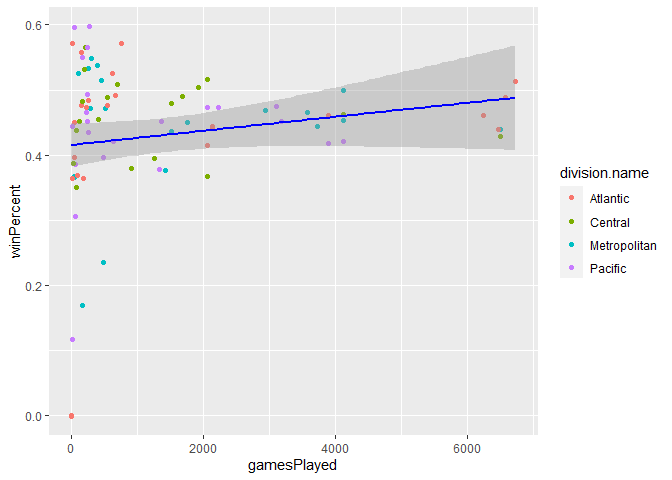 0.6
0.4
0.2
0.0
winPercent
0
2000
4000
6000
gamesPlayed
division.name
Atlantic
Central
Metropolitan
Pacific